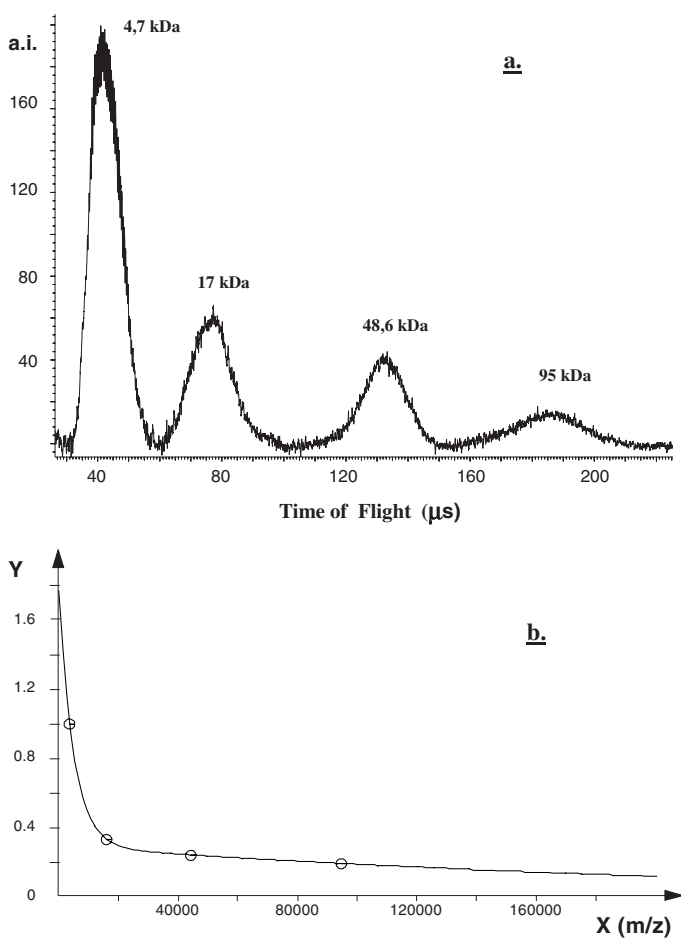 4,7 kDa
a.i.
a.
160
120
17 kDa
80
48,6 kDa
40
95 kDa
40 80 120 160 200
Time of Flight (μs)
Y
b.
1.6
1.2
0.8
0.4
0
40000 80000 120000 160000
X (m/z)